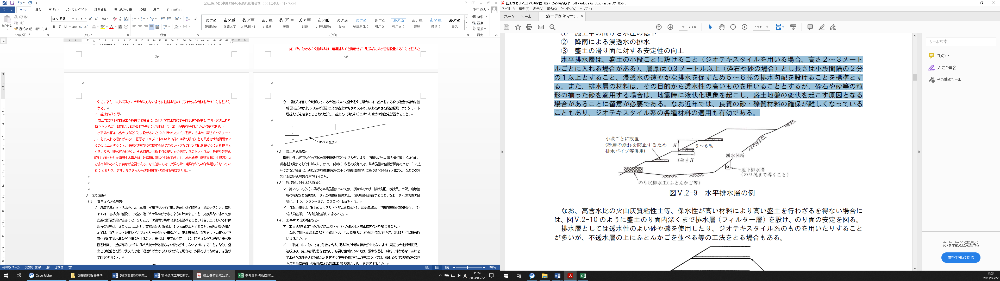 【改正案】開発事業に関する技術的指導基準 .doc [互換モード] - Word
ファイル ホーム 挿入 デザイン ページ レイアウト 参考資料 差し込み文書 校閲 表示 DocuWorks
沖本 直人
貼り付け
切り取り
コピー
書式のコピー/貼り付け
クリップボード
ＭＳ 明朝 10.5
フォント
段落
あア亜 あア亜 あア亜 あア亜 あア亜 あア亜 あア亜 あア亜 あア亜 あア亜 あア亜 あア亜 あア亜 あア亜
強調斜体 強調太字 見出し 1 標準 表題 副題 行間詰め 斜体 強調斜体 2 引用文 引用文 2 参照 参照 2 書名
スタイル
検索
置換
選択
編集
39
施工時における中央縦排水は、暗渠排水工と併用せず、別系統の排水管を設置することを基本と
40
する。また、中央縦排水に土砂が入らないように縦排水管の口元は十分な保護を行うことを基本と
する。
イ　盛土内排水層
盛土内に地下水排除工を設置する場合に、あわせて盛土内に水平排水層を設置して地下水の上昇を
防ぐとともに、降雨による浸透水を速やかに排除して、盛土の安定を図ることが必要である。
水平排水層は、盛土の小段ごとに設けること（ジオテキスタイルを用いる場合、高さ２～３メート
ルごとに入れる場合がある）、層厚は 0.3 メートル以上（砕石や砂の場合）とし長さは小段間隔の２
分の１以上とすること、浸透水の速やかな排水を促すため５～６％の排水勾配を設けることを標準と
する。また、排水層の材料は、その目的から透水性の高いものを用いることとするが、砕石や砂等の
粒形の揃った砂を適用する場合は、地震時に液状化現象を起こし、盛土地盤の変状を起こす原因とな
る場合があることに留意が必要である。なお近年では、良質の砂・礫質材料の確保が難しくなってい
ることもあり、ジオテキスタイル系の各種材料の適用も有効である。
８　防災施設
（１）暗きょなどの設置
ア　渓流を埋め立てる場合には、本川、支川を問わず在来の渓床に必ず暗きょ工を設けること。暗き
ょ工は、樹枝状に埋設し、完全に地下水の排除ができるように計画すること。支渓がない場合又は
支渓の間隔が長い場合には、２０ｍ以下の間隔で集水暗きょを設けること。暗きょ工における幹線
部分の管径は、３０ｃｍ以上とし、支線部分の管径は、１５ｃｍ以上とすること。幹線部分の暗き
ょ工は、有孔ヒューム管などにフィルターを巻いた構造とし、集水部分は、有孔ヒューム管などを
用いる地下排水溝などの構造とすること。排水は、表面のり面、小段、暗きょなど系統的に排水施
設を計画し、造成部分の一部に排水系統の行き渡らない部分が生じないようにすること。なお、盛
土と現地盤との間に湧水又は地下浸透水が生じるおそれがある場合は、次図のような暗きょを設け
て排水すること。
ウ　谷筋又は著しく傾斜している土地において盛土をする場合には、盛土をする前の地盤の適当な箇
所（谷筋方向に約５０ｍの間隔）にその盛土の高さの５分の１以上の高さの蛇籠堰堤、コンクリート
堰堤などを暗きょとともに埋設し、盛土の下端の部分にすべり止めの擁壁を設置すること。
すべり止め
（２）流出量の調整
開発に伴い河川などの流域の流出機構が変化するなどにより、河川などへの流入量が著しく増加し、
災害を誘発するおそれがあり、かつ、下流河川などの改修又は、排水施設の整備が開発のスピードに追
いつかない場合は、別紙２の「宅地開発等に伴う流量調整要領」に基づき開発を行う者が河川などの改修
又は調整池の設置などを行うこと。
（３）残流域に対する防災施設
ア　第２の１の（９）に掲げる防災施設については、残流域の面積、渓流勾配、渓流長、土質、崩壊箇
所の有無などを勘案し、ダムの規模を検討の上、防災施設を設置すること。なお、ダムの規模の目
安は、１０，０００～３７，０００㎥／ｋ㎡とする。
イ　ダムの構造は、重力式コンクリートダムを基本とし、設計基準は、「河川管理施設等構造令」、「砂
防技術基準」、「治山技術基準」によること。
（４）工事中の防災対策など
ア　工事の施行に伴う災害の防止及び河川への濁水流入防止措置などを講じること。
なお、河川への濁水流入防止措置については、別紙３の「宅地開発等に伴う河川濁水防止指導要領」
によること。
イ　工事施工中においては、急激な出水、濁水及び土砂の流出が生じないよう、周辺の土地利用状況、
造成規模、施工時期などを勘案し、必要な箇所については、濁水などを一時的に滞留させ、あわせ
て土砂を沈殿させる機能などを有する施設（設計堆積土砂量については、別紙２の「宅地開発等に伴
う流量調整要領」別紙「調整池設置基準」第８条による。）を設置すること。
49/86 ページ 60303 文字 日本語 90%
盛土等防災マニュアルの解説（案）0525時点版 (1).pdf - Adobe Acrobat Reader DC (32-bit)
ファイル (F) 編集 (E) 表示(V) 署名(S) ウィンドウ(W) ヘルプ(H)
ホーム ツール 盛土等防災マニュ...
72 / 434 172%
② 降雨による浸透水の排水
③ 盛土の滑り面に対する安定性の向上
水平排水層は、盛土の小段ごとに設けること（ジオテキスタイルを用いる場合、高さ２～３メート
ルごとに入れる場合がある）、層厚は 0.3 メートル以上（砕石や砂の場合）とし長さは小段間隔の２分
の１以上とすること、浸透水の速やかな排水を促すため５～６％の排水勾配を設けることを標準とす
る。また、排水層の材料は、その目的から透水性の高いものを用いることとするが、砕石や砂等の粒
形の揃った砂を適用する場合は、地震時に液状化現象を起こし、盛土地盤の変状を起こす原因となる
場合があることに留意が必要である。なお近年では、良質の砂・礫質材料の確保が難しくなっている
こともあり、ジオテキスタイル系の各種材料の適用も有効である。
小段ごとに設置
(砂層の崩れを防止するため
排水パイプ等併用)
H
5～6%
l≧½H
湧水箇所
地下排水溝
(のり尻まで導くこと)
のり尻排水工(ふとんかご等)
図Ⅴ.2-9　水平排水層の例
なお、高含水比の火山灰質粘性土等、保水性が高い材料により高い盛土を行わざるを得ない場合に
は、図Ⅴ.2-10 のように盛土のり面内深くまで排水層（フィルター層）を設け、のり面の安定を図る。
排水層としては透水性のよい砂や礫を使用したり、ジオテキスタイル系のものを用いたりすること
が多いが、不透水層の上にふとんかごを並べる等の工法をとる場合もある。
ツール検索
コメント
入力と署名
その他のツール
Acrobat Pro DC を使用して
PDF を変換および編集する
無料体験版を開始
Cisco Jabber 05技術的指導基準 【改正案】開発事業... 宅地造成工事に関す... 盛土等防災マニュア... 参考資料-項目別担...
11:24
2023/06/22
11:24
2023/06/22